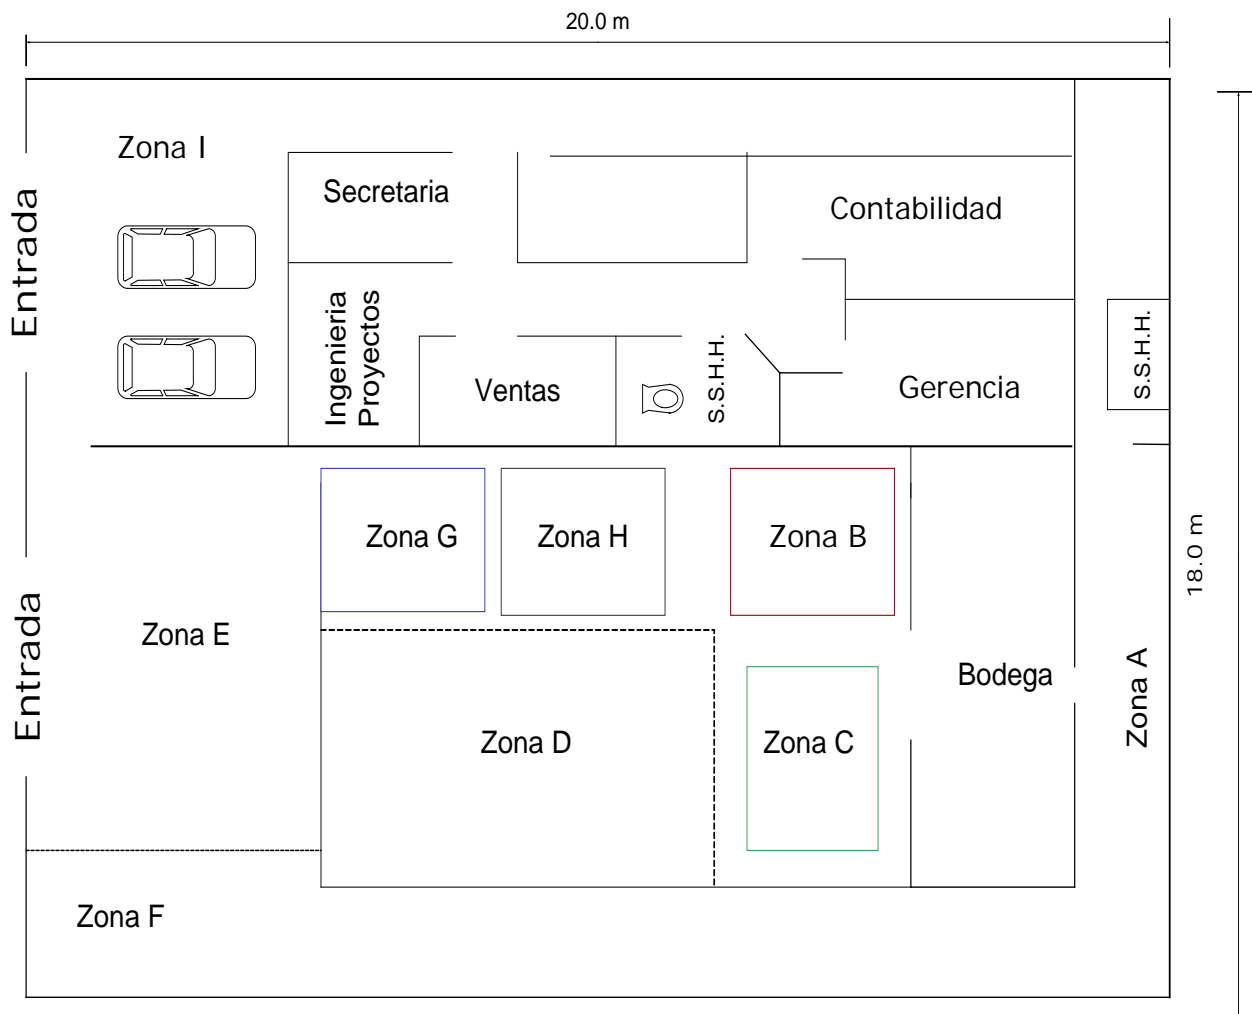 20.0 m
Zona I
Secretaria
Contabilidad
Entrada
Ingenieria
Proyectos
Ventas
S.S.H.H.
Gerencia
S.S.H.H.
Zona G
Zona H
Zona B
18.0 m
Entrada
Zona E
Bodega
Zona A
Zona D
Zona C
Zona F